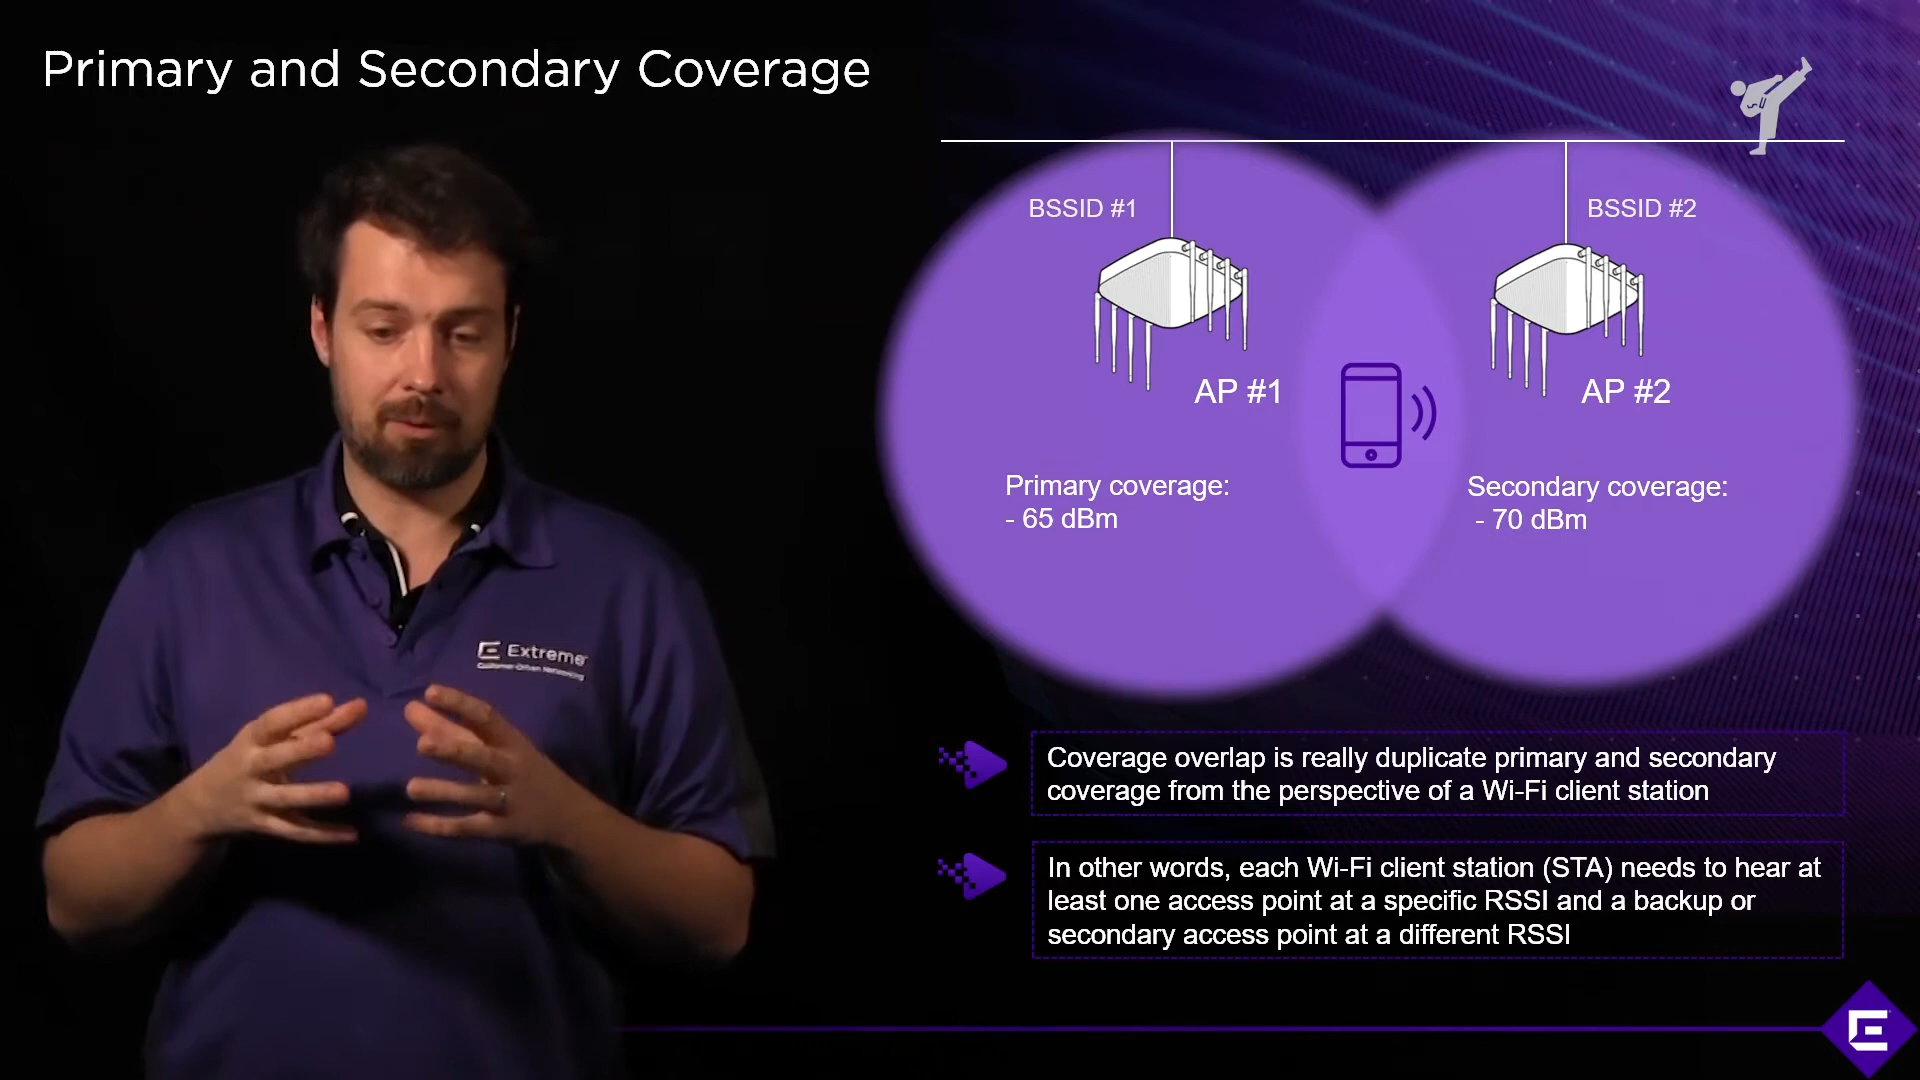 Primary and Secondary Coverage
BSSID #1
BSSID #2
AP #1
AP #2
Primary coverage:
- 65 dBm
Secondary coverage:
- 70 dBm
Extreme
Customer-Driven Networking
Coverage overlap is really duplicate primary and secondary
coverage from the perspective of a Wi-Fi client station
In other words, each Wi-Fi client station (STA) needs to hear at
least one access point at a specific RSSI and a backup or
secondary access point at a different RSSI